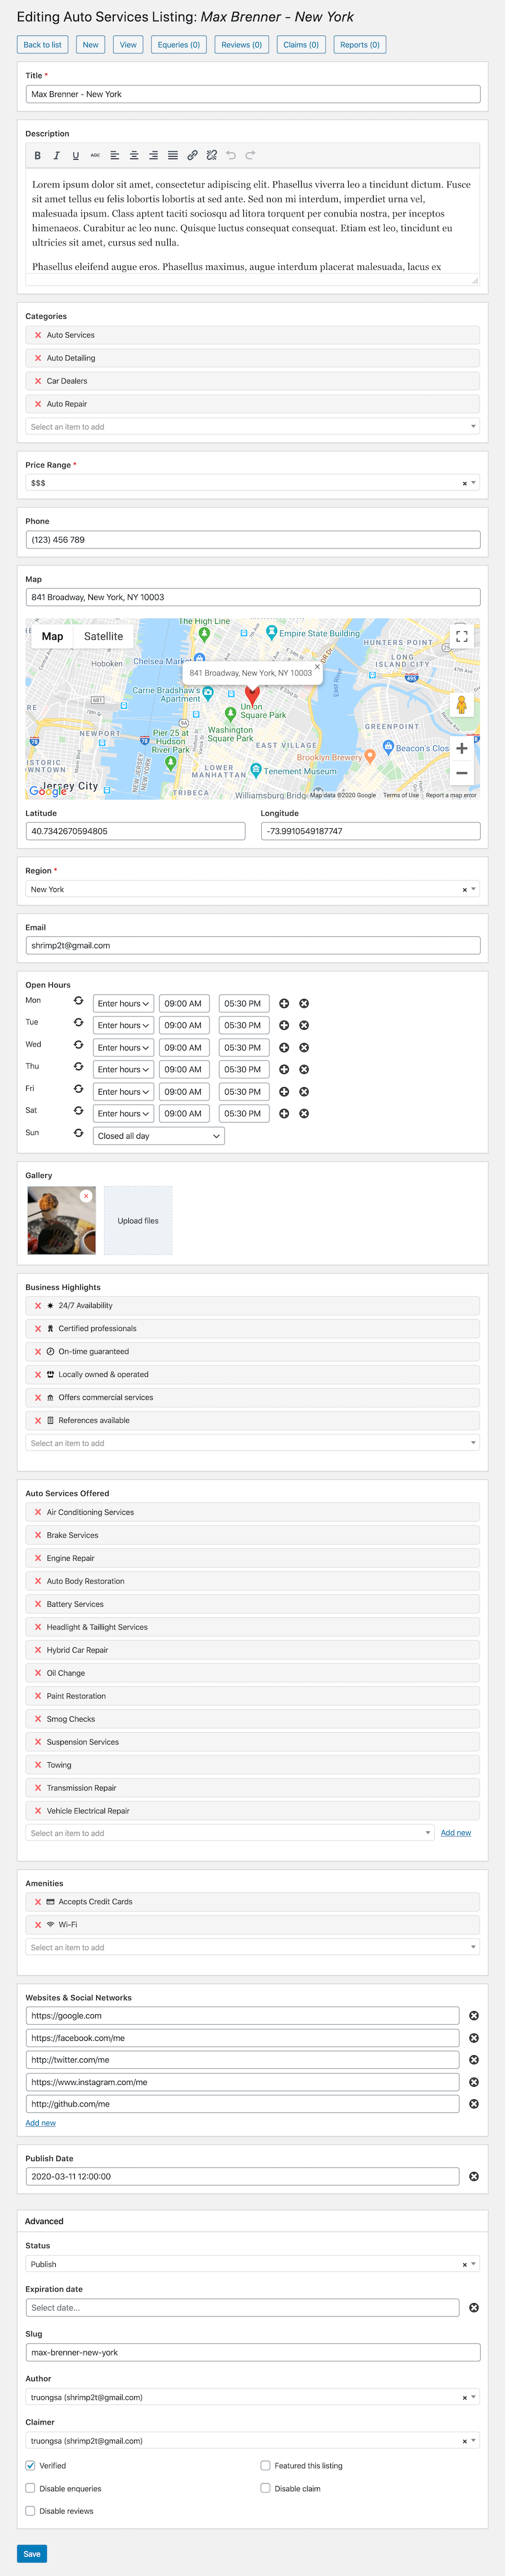 Editing Auto Services Listing: Max Brenner - New York
Back to list New View Equeries (0) Reviews (0) Claims (0) Reports (0)
Title *
Max Brenner - New York
Description
B I U ABC
Lorem ipsum dolor sit amet, consectetur adipiscing elit. Phasellus viverra leo a tincidunt dictum. Fusce
sit amet tellus eu felis lobortis lobortis at sed ante. Sed non mi interdum, imperdiet urna vel,
malesuada ipsum. Class aptent taciti sociosqu ad litora torquent per conubia nostra, per inceptos
himenaeos. Curabitur ac leo nunc. Quisque luctus consequat consequat. Etiam est leo, tincidunt eu
ultricies sit amet, cursus sed nulla.
Phasellus eleifend augue eros. Phasellus maximus, augue interdum placerat malesuada, lacus ex
Categories
Auto Services
Auto Detailing
Car Dealers
Auto Repair
Select an item to add
Price Range *
$$$
Phone
(123) 456 789
Map
841 Broadway, New York, NY 10003
The High Line
Map Satellite
Empire State Building
HUNTERS POINT
Hoboken
Chelsea Market
LONG
ISLAND CITY
841 Broadway, New York, NY 10003
495
Carrie Bradshaw's
Apartment
East River
Union
Square Park
NEWPORT
78
Pier 25 at
Hudson
River Park
Washington
Square Park
GREENPOINT
EAST VILLAGE
Beacon's Clos
78
Brooklyn Brewery
LOWER
MANHATTAN
Tenement Museum
Jersey City
Google
TRIBECA
Williamsburg Bridg
Map data ©2020 Google Terms of Use Report a map error
Latitude Longitude
40.7342670594805 -73.9910549187747
Region *
New York
Email
shrimp2t@gmail.com
Open Hours
Mon Enter hours 09:00 AM 05:30 PM
Tue Enter hours 09:00 AM 05:30 PM
Wed Enter hours 09:00 AM 05:30 PM
Thu Enter hours 09:00 AM 05:30 PM
Fri Enter hours 09:00 AM 05:30 PM
Sat Enter hours 09:00 AM 05:30 PM
Sun Closed all day
Gallery
Upload files
Business Highlights
24/7 Availability
Certified professionals
On-time guaranteed
Locally owned & operated
Offers commercial services
References available
Select an item to add
Auto Services Offered
Air Conditioning Services
Brake Services
Engine Repair
Auto Body Restoration
Battery Services
Headlight & Taillight Services
Hybrid Car Repair
Oil Change
Paint Restoration
Smog Checks
Suspension Services
Towing
Transmission Repair
Vehicle Electrical Repair
Select an item to add Add new
Amenities
Accepts Credit Cards
Wi-Fi
Select an item to add
Websites & Social Networks
https://google.com
https://facebook.com/me
http://twitter.com/me
https://www.instagram.com/me
http://github.com/me
Add new
Publish Date
2020-03-11 12:00:00
Advanced
Status
Publish
Expiration date
Select date...
Slug
max-brenner-new-york
Author
truongsa (shrimp2t@gmail.com)
Claimer
truongsa (shrimp2t@gmail.com)
Verified Featured this listing
Disable enqueries Disable claim
Disable reviews
Save